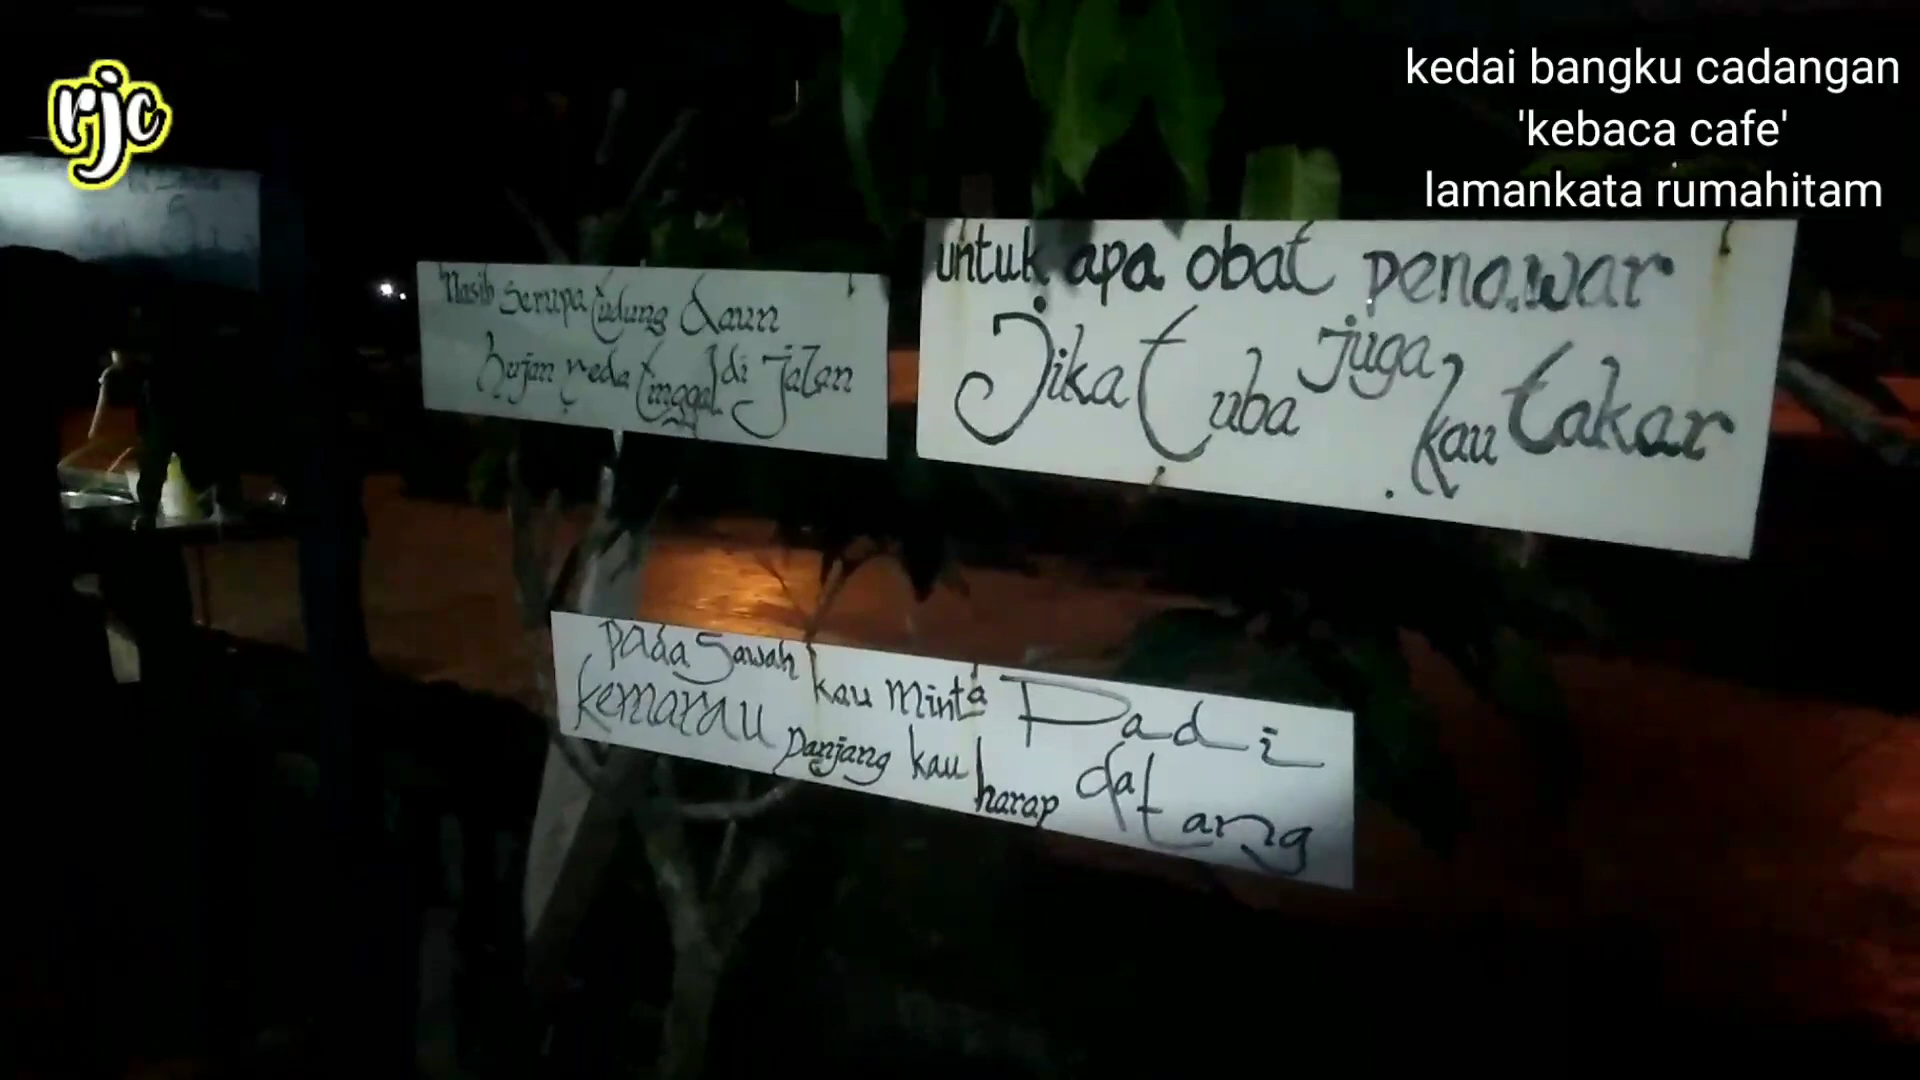 rjc
kedai bangku cadangan
'kebaca cafe'
lamankata rumahitam
Nasib serupa tudung daun
hujan reda tinggal di jalan
untuk apa obat penawar
jika tuba juga kau takar
pada sawah kau minta padi
kemarau panjang kau harap datang